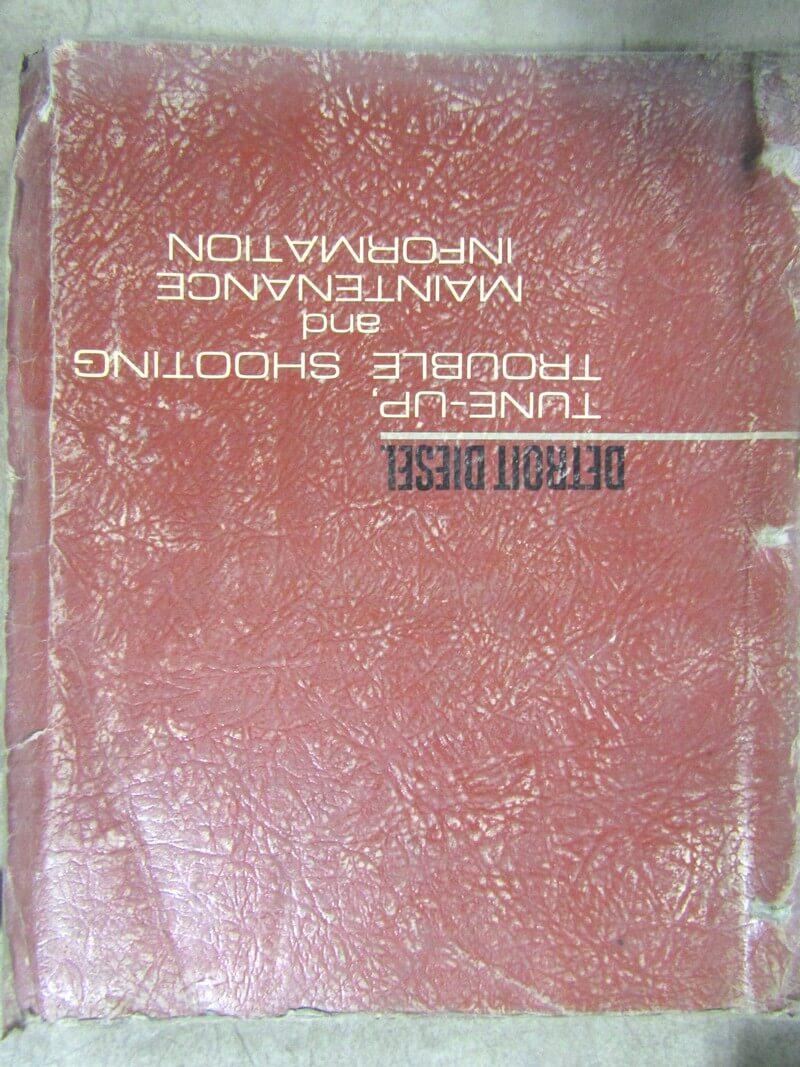 DETROIT DIESEL
TUNE-UP,
TROUBLE SHOOTING
and
MAINTENANCE
INFORMATION